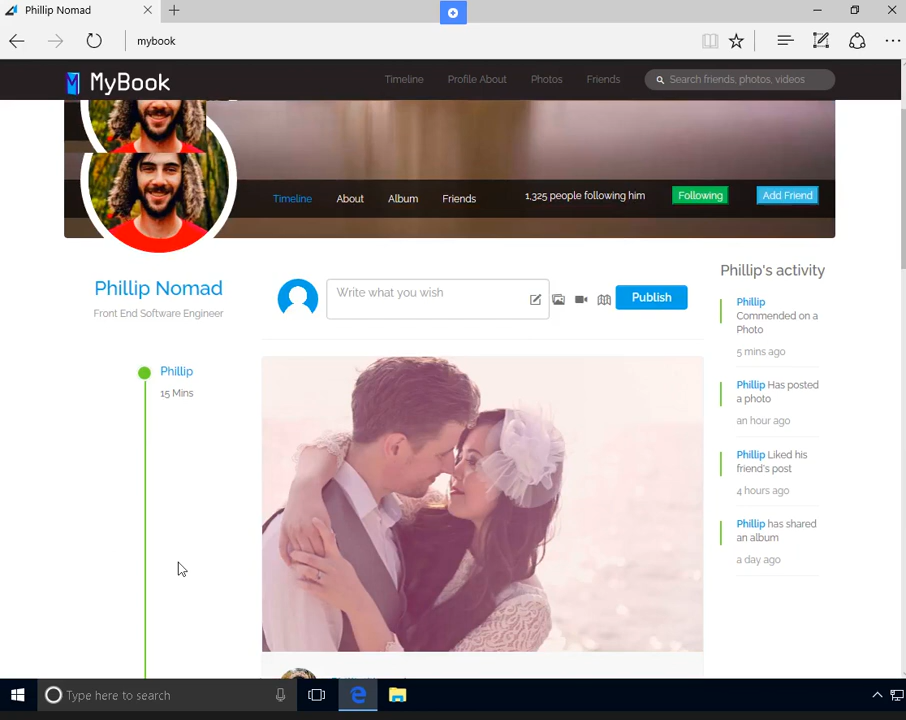 Phillip Nomad
mybook
MyBook
Timeline Profile About Photos Friends
Search friends, photos, videos
Timeline About Album Friends
1,325 people following him
Following
Add Friend
Phillip Nomad
Front End Software Engineer
Write what you wish
Publish
Phillip
15 Mins
Phillip's activity
Phillip
Commended on a
Photo
5 mins ago
Phillip Has posted
a photo
an hour ago
Phillip Liked his
friend's post
4 hours ago
Phillip has shared
an album
a day ago
Type here to search